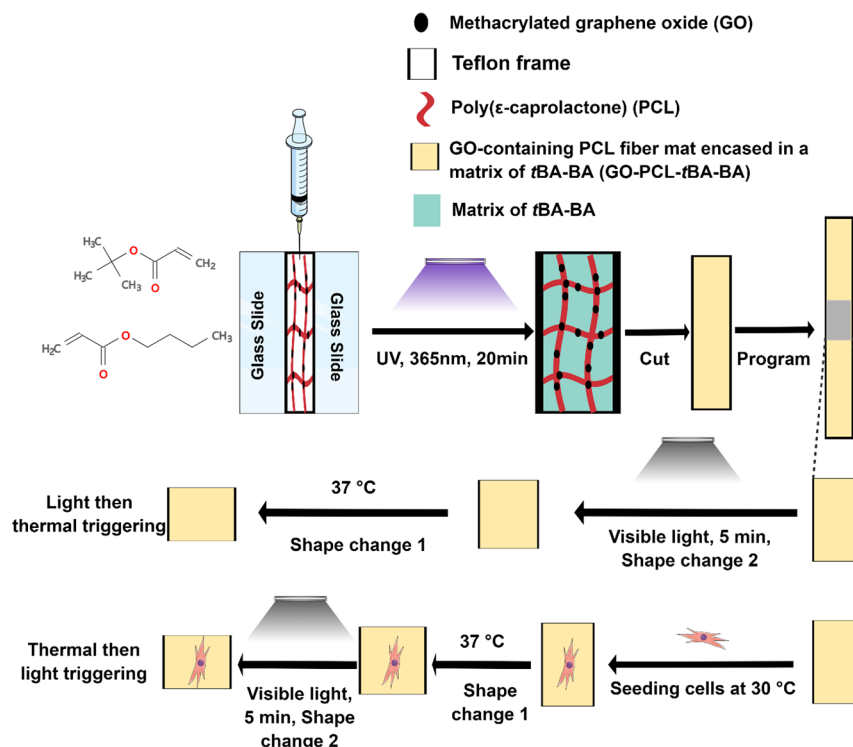 Methacrylated graphene oxide (GO)
Teflon frame
Poly(ε-caprolactone) (PCL)
GO-containing PCL fiber mat encased in a
matrix of tBA-BA (GO-PCL-tBA-BA)
Matrix of tBA-BA
H₃C
O
CH₂
H₃C
CH₃
O
H₂C
O
CH₃
O
Glass Slide
Glass Slide
UV, 365nm, 20min
Cut
Program
Light then
thermal triggering
37 °C
Shape change 1
Visible light, 5 min,
Shape change 2
Thermal then
light triggering
Visible light,
5 min, Shape
change 2
37 °C
Shape
change 1
Seeding cells at 30 °C